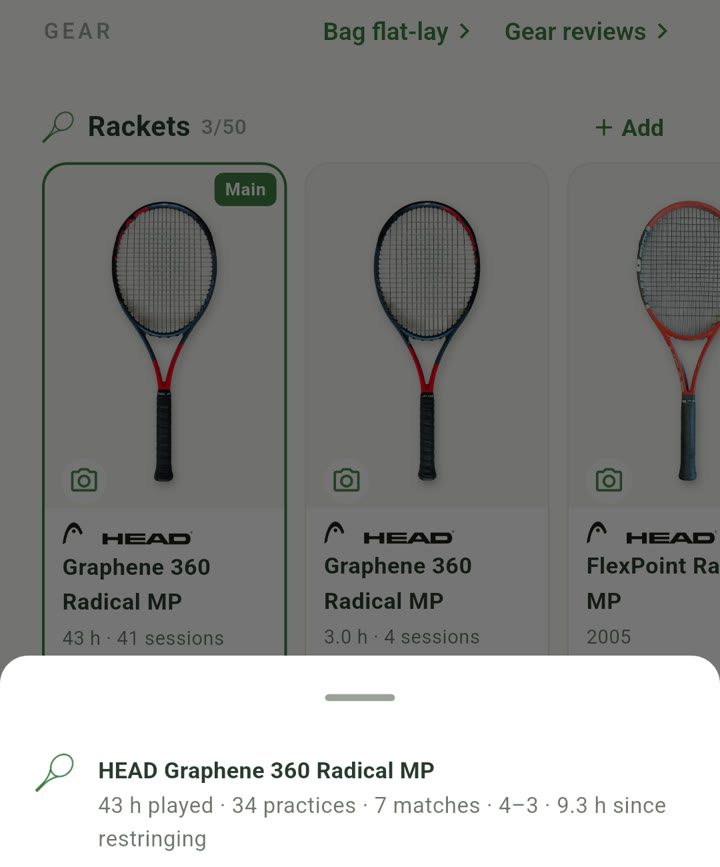 GEAR
Bag flat-lay
Gear reviews
Rackets 3/50
+ Add
Main
HEAD
Graphene 360
Radical MP
43 h · 41 sessions
HEAD
Graphene 360
Radical MP
3.0 h · 4 sessions
HEAD
FlexPoint Ra
MP
2005
HEAD Graphene 360 Radical MP
43 h played · 34 practices · 7 matches · 4–3 · 9.3 h since
restringing